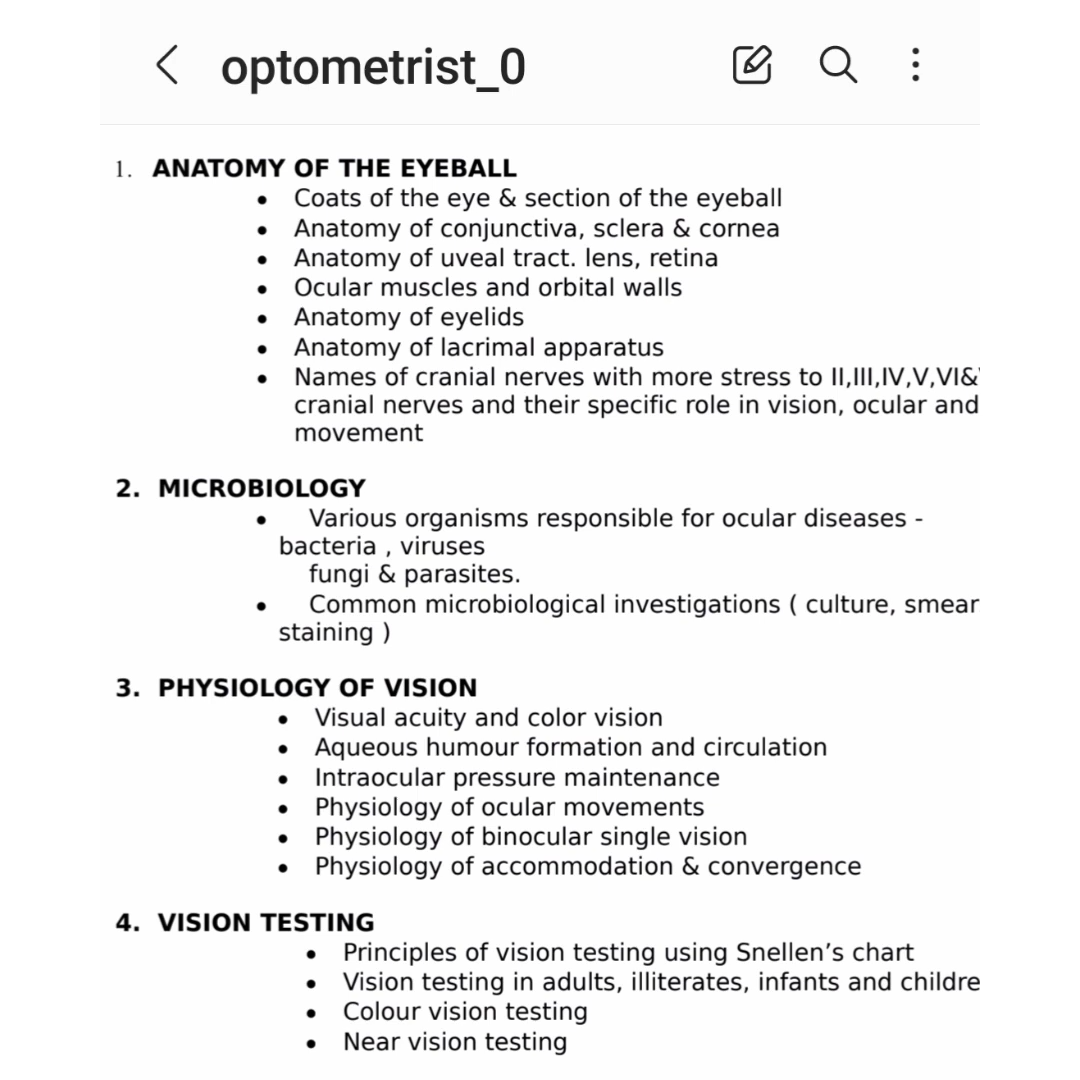 optometrist_0
1. ANATOMY OF THE EYEBALL
• Coats of the eye & section of the eyeball
• Anatomy of conjunctiva, sclera & cornea
• Anatomy of uveal tract. lens, retina
• Ocular muscles and orbital walls
• Anatomy of eyelids
• Anatomy of lacrimal apparatus
• Names of cranial nerves with more stress to II,III,IV,V,VI&
cranial nerves and their specific role in vision, ocular and
movement
2. MICROBIOLOGY
• Various organisms responsible for ocular diseases -
bacteria , viruses
fungi & parasites.
• Common microbiological investigations ( culture, smear
staining )
3. PHYSIOLOGY OF VISION
• Visual acuity and color vision
• Aqueous humour formation and circulation
• Intraocular pressure maintenance
• Physiology of ocular movements
• Physiology of binocular single vision
• Physiology of accommodation & convergence
4. VISION TESTING
• Principles of vision testing using Snellen’s chart
• Vision testing in adults, illiterates, infants and childre
• Colour vision testing
• Near vision testing